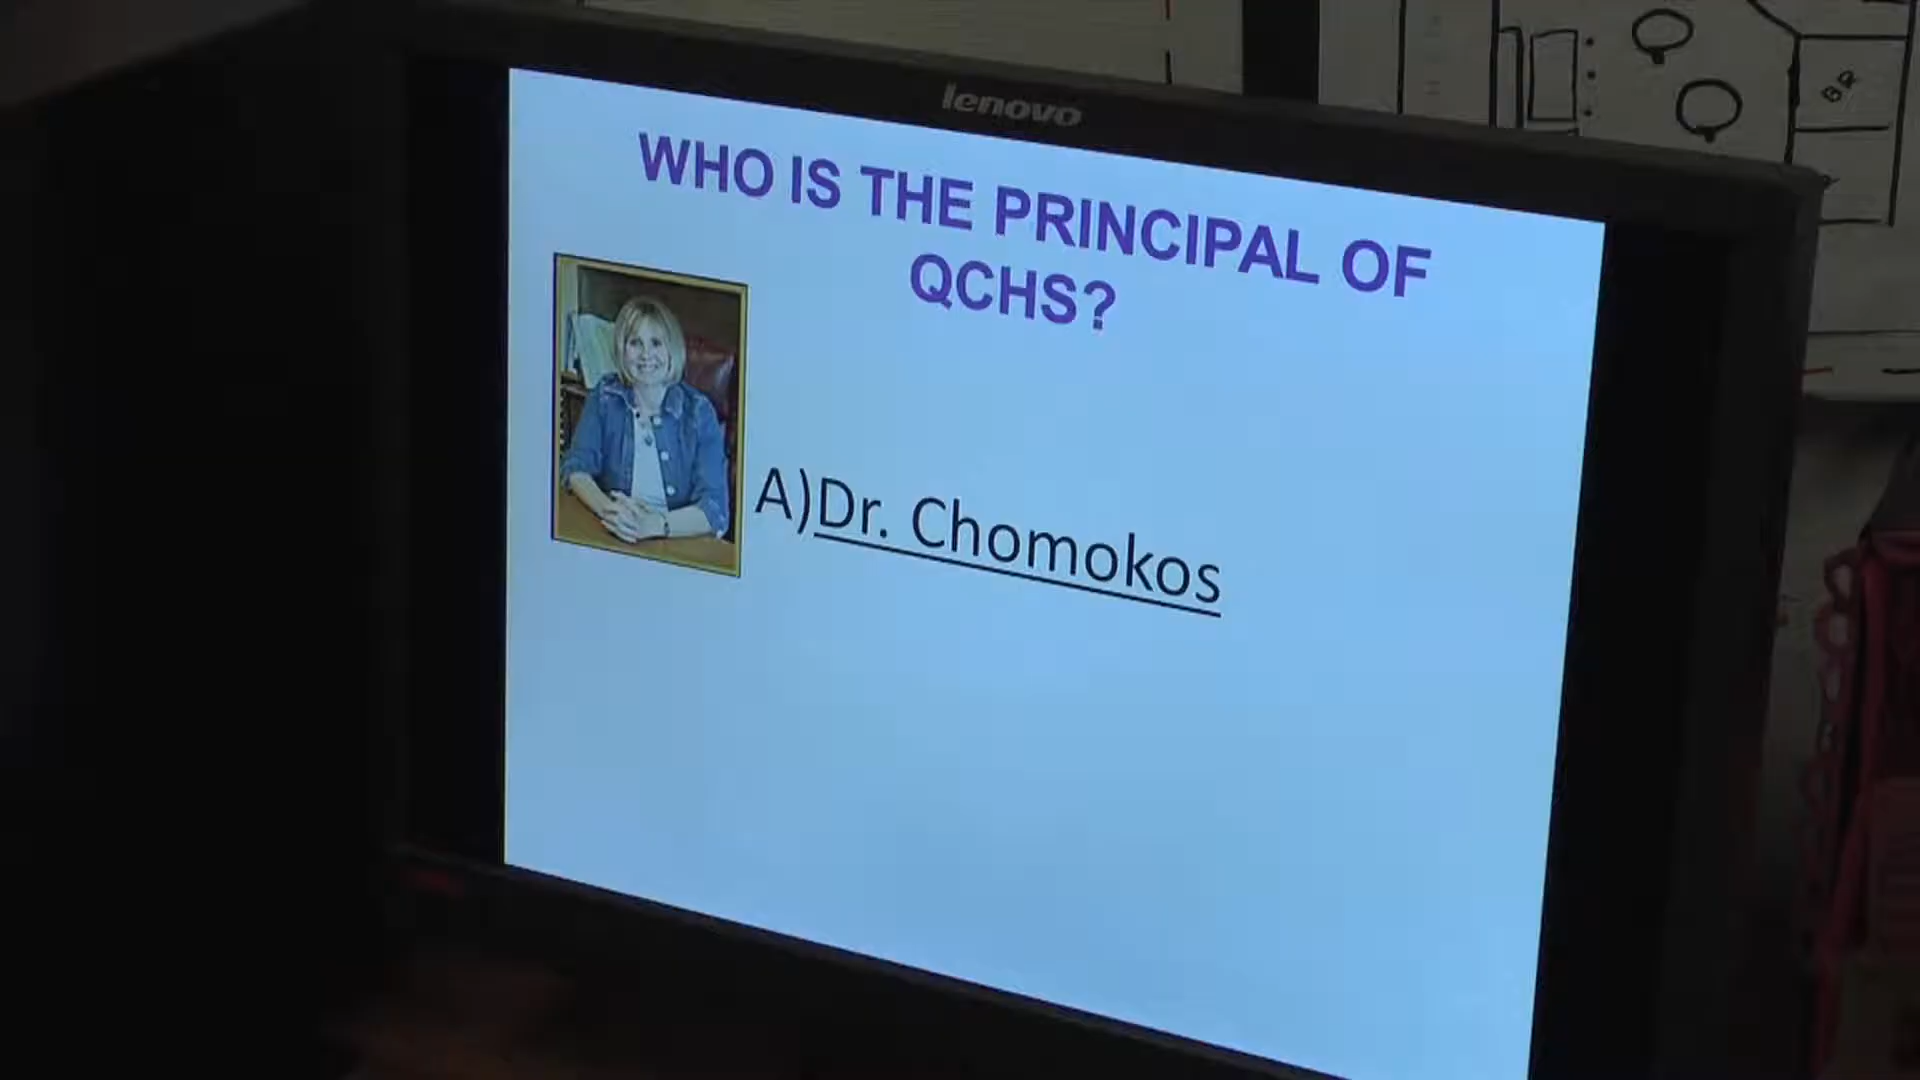 lenovo
WHO IS THE PRINCIPAL OF
QCHS?
A)Dr. Chomokos